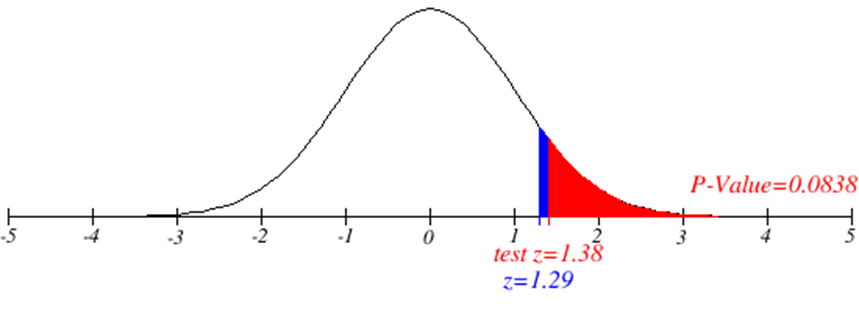 P-Value=0.0838
-5 -4 -3 -2 -1 0 1 2 3 4 5
test z=1.38
z=1.29